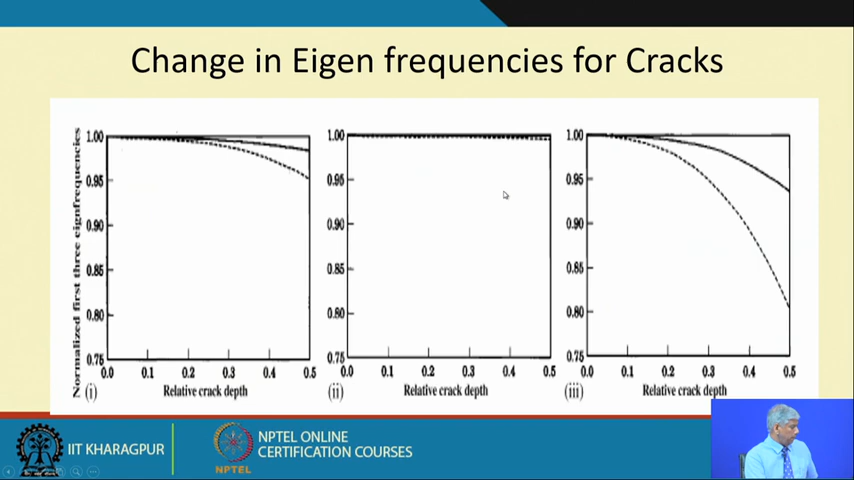 Change in Eigen frequencies for Cracks
Normalized first three eignfrequencies
1.00
0.95
0.90
0.85
0.80
0.75
0.0 0.1 0.2 0.3 0.4 0.5
(i) Relative crack depth
1.00
0.95
0.90
0.85
0.80
0.75
0.0 0.1 0.2 0.3 0.4 0.5
(ii) Relative crack depth
1.00
0.95
0.90
0.85
0.80
0.75
0.0 0.1 0.2 0.3 0.4 0.5
(iii) Relative crack depth
IIT KHARAGPUR
NPTEL
NPTEL ONLINE
CERTIFICATION COURSES